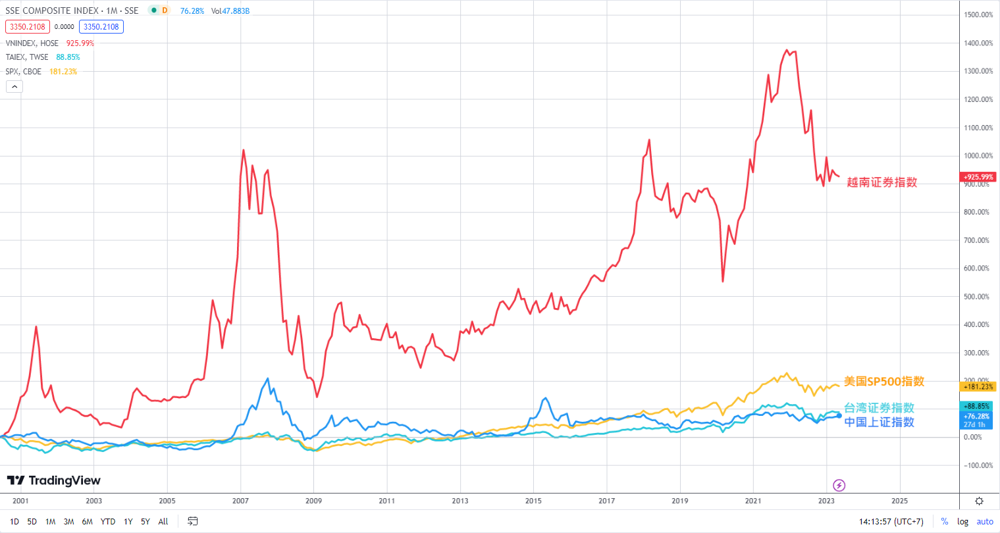 SSE COMPOSITE INDEX · 1M · SSE D 76.28% Vol47.883B
3350.2108 0.0000 3350.2108
VNINDEX, HOSE 925.99%
TAIEX, TWSE 88.85%
SPX, CBOE 181.23%
1500.00%
1400.00%
1300.00%
1200.00%
1100.00%
1000.00%
+925.99%
越南证券指数
900.00%
800.00%
700.00%
600.00%
500.00%
400.00%
300.00%
200.00%
美国SP500指数
+181.23%
台湾证券指数
+88.85%
中国上证指数
+76.28%
27d 1h
0.00%
−100.00%
TradingView
2001 2003 2005 2007 2009 2011 2013 2015 2017 2019 2021 2023 2025
1D 5D 1M 3M 6M YTD 1Y 5Y All 14:13:57 (UTC+7) % log auto